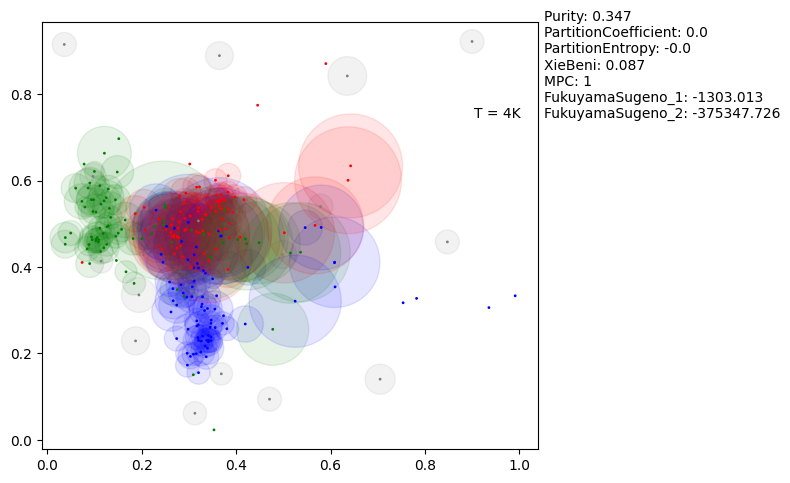 Purity: 0.347
PartitionCoefficient: 0.0
PartitionEntropy: -0.0
XieBeni: 0.087
MPC: 1
FukuyamaSugeno_1: -1303.013
FukuyamaSugeno_2: -375347.726
T = 4K
0.8
0.6
0.4
0.2
0.0
0.0 0.2 0.4 0.6 0.8 1.0